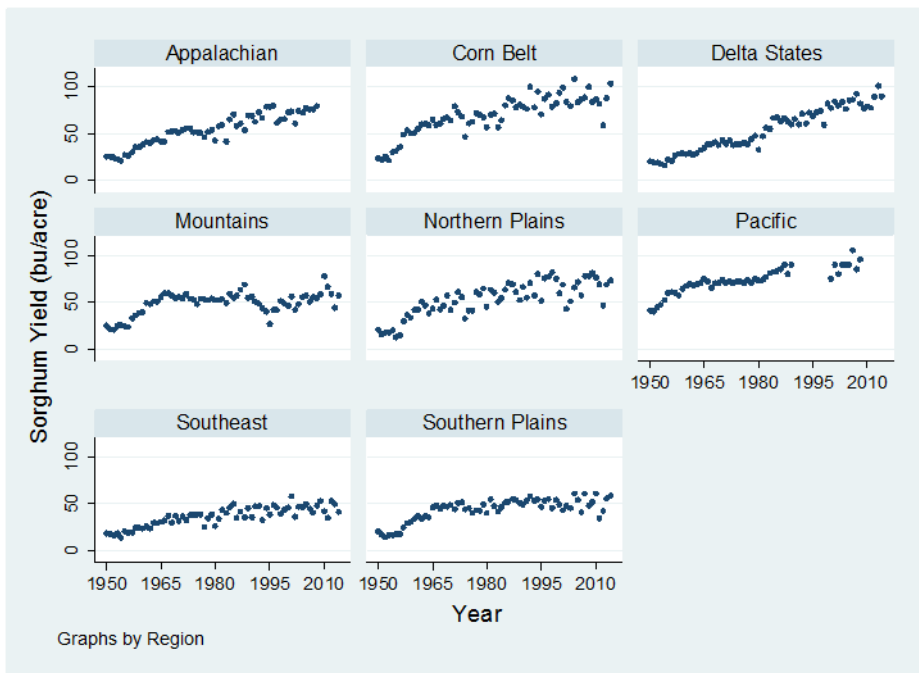 Appalachian
Corn Belt
Delta States
0 50 100
Mountains
Northern Plains
Pacific
0 50 100
1950 1965 1980 1995 2010
Southeast
Southern Plains
0 50 100
1950 1965 1980 1995 2010
1950 1965 1980 1995 2010
Sorghum Yield (bu/acre)
Year
Graphs by Region